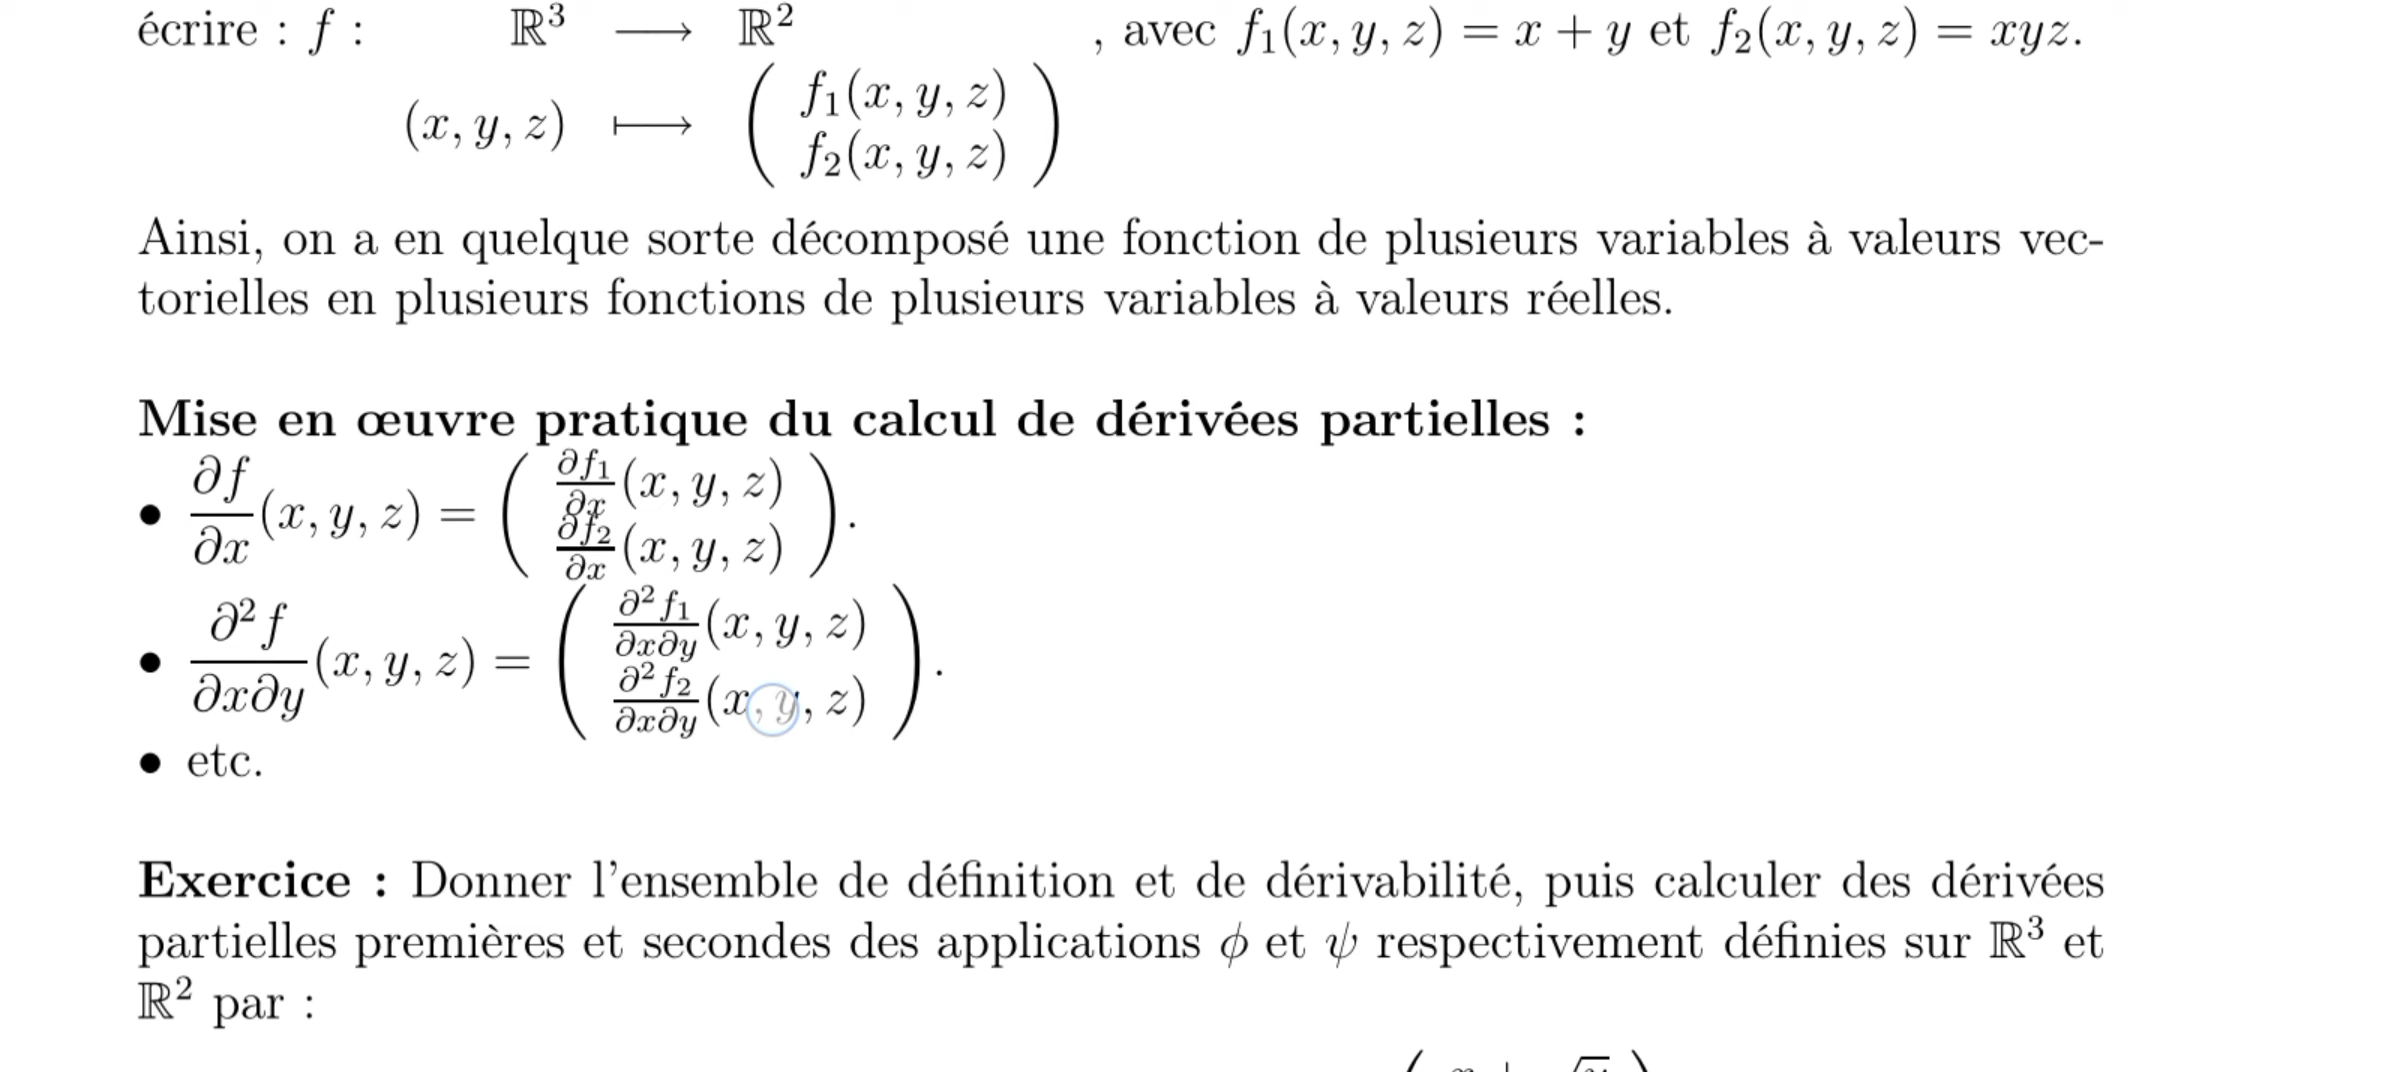 écrire : f : ℝ³ ⟶ ℝ² , avec f₁(x, y, z) = x + y et f₂(x, y, z) = xyz.
(x, y, z) ⟼ ( f₁(x, y, z)
f₂(x, y, z) )
Ainsi, on a en quelque sorte décomposé une fonction de plusieurs variables à valeurs vec-
torielles en plusieurs fonctions de plusieurs variables à valeurs réelles.
Mise en œuvre pratique du calcul de dérivées partielles :
• ∂f/∂x (x, y, z) = ( ∂f₁/∂x (x, y, z)
∂f₂/∂x (x, y, z) ).
• ∂²f/∂x∂y (x, y, z) = ( ∂²f₁/∂x∂y (x, y, z)
∂²f₂/∂x∂y (x, y, z) ).
• etc.
Exercice : Donner l'ensemble de définition et de dérivabilité, puis calculer des dérivées
partielles premières et secondes des applications ϕ et ψ respectivement définies sur ℝ³ et
ℝ² par :